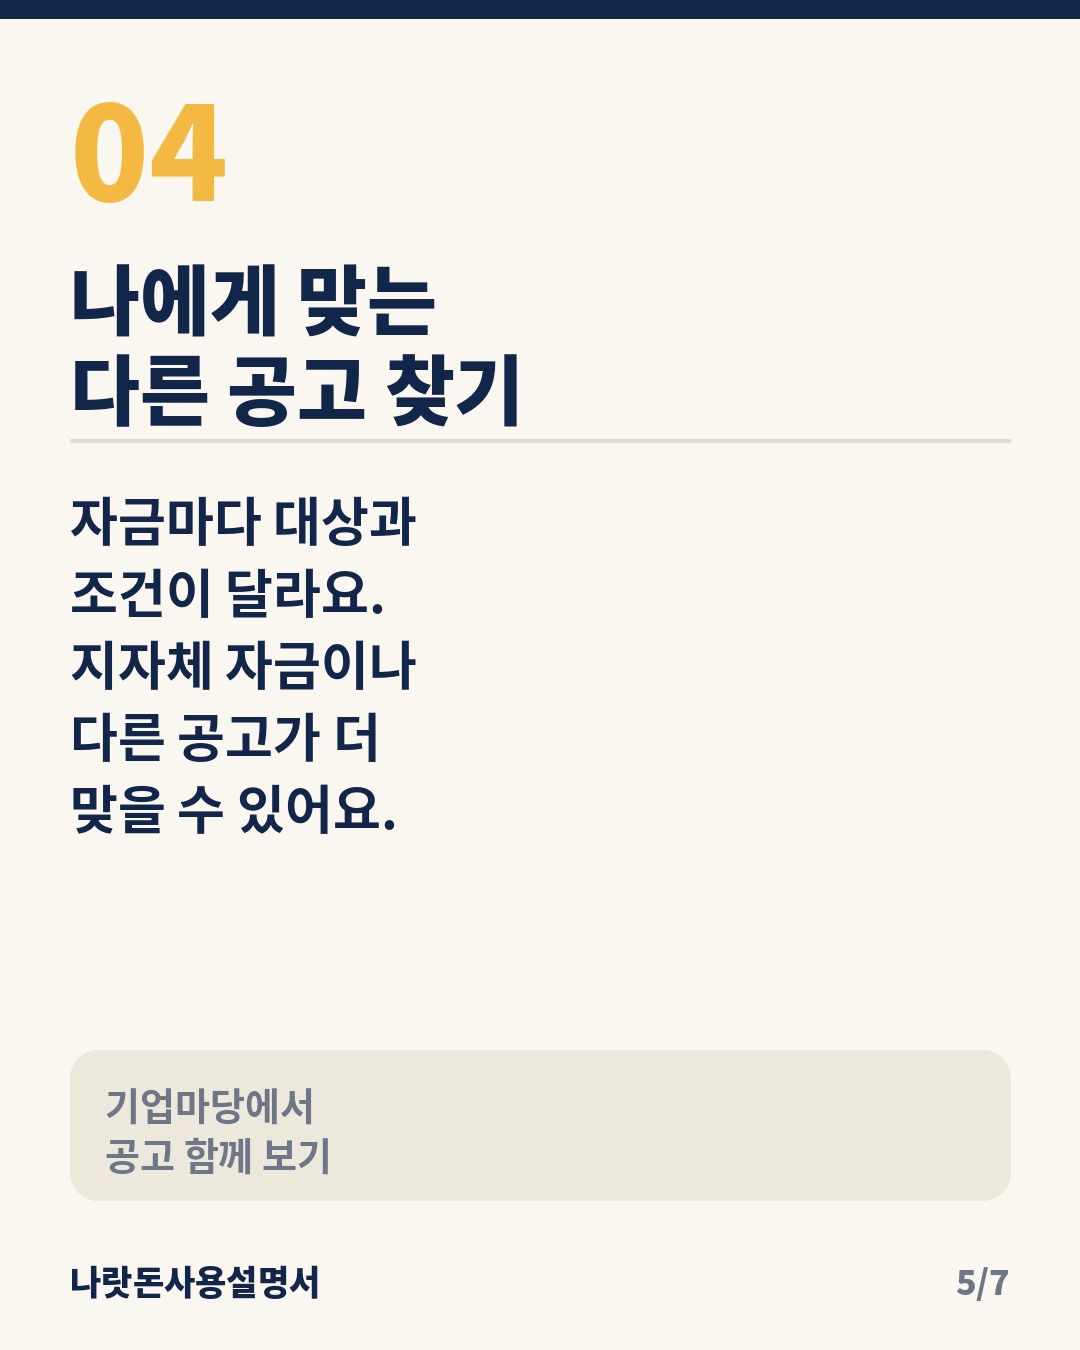 04
나에게 맞는
다른 공고 찾기
자금마다 대상과
조건이 달라요.
지자체 자금이나
다른 공고가 더
맞을 수 있어요.
기업마당에서
공고 함께 보기
나랏돈사용설명서
5/7